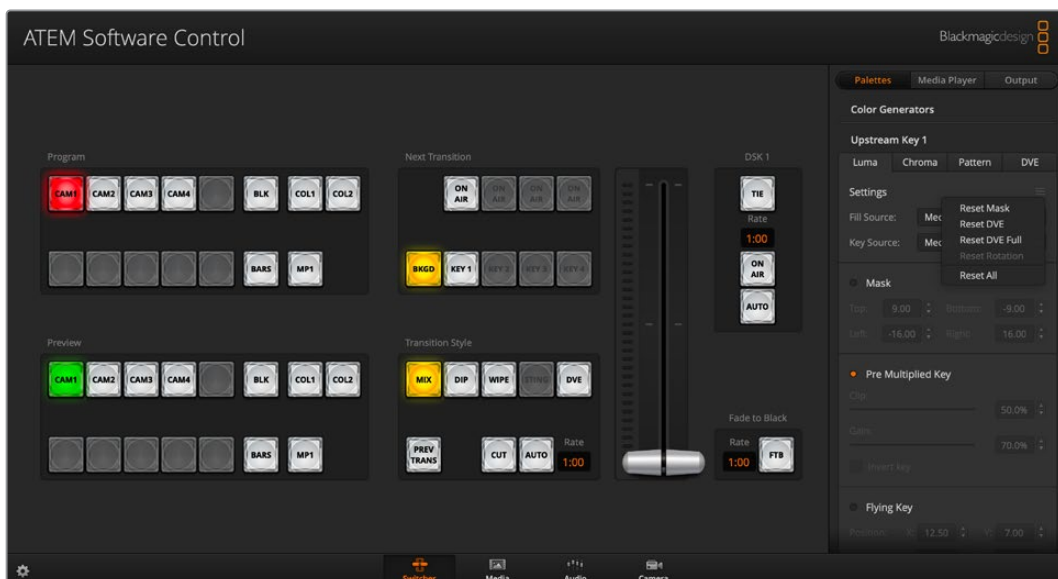 ATEM Software Control
Blackmagicdesign
Palettes Media Player Output
Color Generators
Upstream Key 1
Luma Chroma Pattern DVE
Settings
Fill Source: Med
Key Source: Med
Reset Mask
Reset DVE
Reset DVE Full
Reset Rotation
Reset All
Mask
Top: 9.00 Bottom: -9.00
Left: -16.00 Right: 16.00
Pre Multiplied Key
Clip:
50.0%
Gain:
70.0%
Invert key
Flying Key
Position: X: 12.50 Y: 7.00
Program
CAM1 CAM2 CAM3 CAM4 BLK COL1 COL2
BARS MP1
Next Transition
ON AIR ON AIR ON AIR ON AIR
BKGD KEY 1 KEY 2 KEY 3 KEY 4
DSK 1
TIE
Rate
1:00
ON AIR
AUTO
Preview
CAM1 CAM2 CAM3 CAM4 BLK COL1 COL2
BARS MP1
Transition Style
MIX DIP WIPE STING DVE
PREV TRANS CUT AUTO Rate 1:00
Fade to Black
Rate
1:00 FTB
Switcher Media Audio Camera